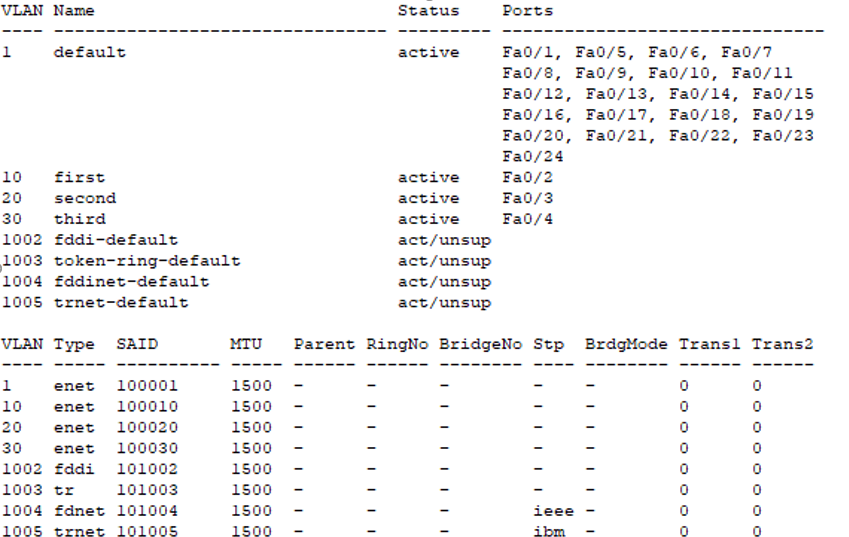 VLAN Name                             Status    Ports
---- -------------------------------- --------- -------------------------------
1    default                          active    Fa0/1, Fa0/5, Fa0/6, Fa0/7
                                                Fa0/8, Fa0/9, Fa0/10, Fa0/11
                                                Fa0/12, Fa0/13, Fa0/14, Fa0/15
                                                Fa0/16, Fa0/17, Fa0/18, Fa0/19
                                                Fa0/20, Fa0/21, Fa0/22, Fa0/23
                                                Fa0/24
10   first                            active    Fa0/2
20   second                           active    Fa0/3
30   third                            active    Fa0/4
1002 fddi-default                     act/unsup
1003 token-ring-default               act/unsup
1004 fddinet-default                  act/unsup
1005 trnet-default                    act/unsup

VLAN Type  SAID       MTU   Parent RingNo BridgeNo Stp  BrdgMode Trans1 Trans2
---- ----- ---------- ----- ------ ------ -------- ---- -------- ------ ------
1    enet  100001     1500  -      -      -        -    -        0      0
10   enet  100010     1500  -      -      -        -    -        0      0
20   enet  100020     1500  -      -      -        -    -        0      0
30   enet  100030     1500  -      -      -        -    -        0      0
1002 fddi  101002     1500  -      -      -        -    -        0      0
1003 tr    101003     1500  -      -      -        -    -        0      0
1004 fdnet 101004     1500  -      -      -        ieee -        0      0
1005 trnet 101005     1500  -      -      -        ibm  -        0      0